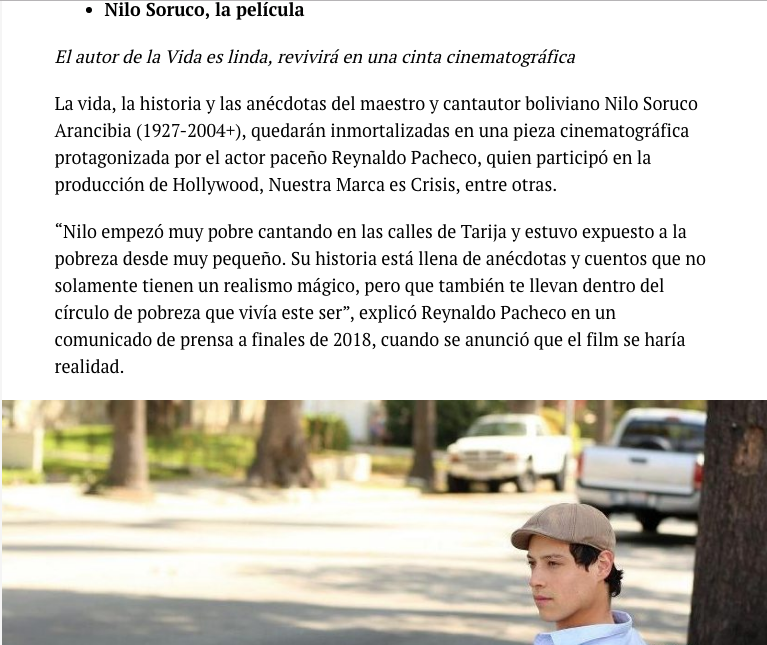 • Nilo Soruco, la película
El autor de la Vida es linda, revivirá en una cinta cinematográfica
La vida, la historia y las anécdotas del maestro y cantautor boliviano Nilo Soruco
Arancibia (1927-2004+), quedarán inmortalizadas en una pieza cinematográfica
protagonizada por el actor paceño Reynaldo Pacheco, quien participó en la
producción de Hollywood, Nuestra Marca es Crisis, entre otras.
“Nilo empezó muy pobre cantando en las calles de Tarija y estuvo expuesto a la
pobreza desde muy pequeño. Su historia está llena de anécdotas y cuentos que no
solamente tienen un realismo mágico, pero que también te llevan dentro del
círculo de pobreza que vivía este ser”, explicó Reynaldo Pacheco en un
comunicado de prensa a finales de 2018, cuando se anunció que el film se haría
realidad.